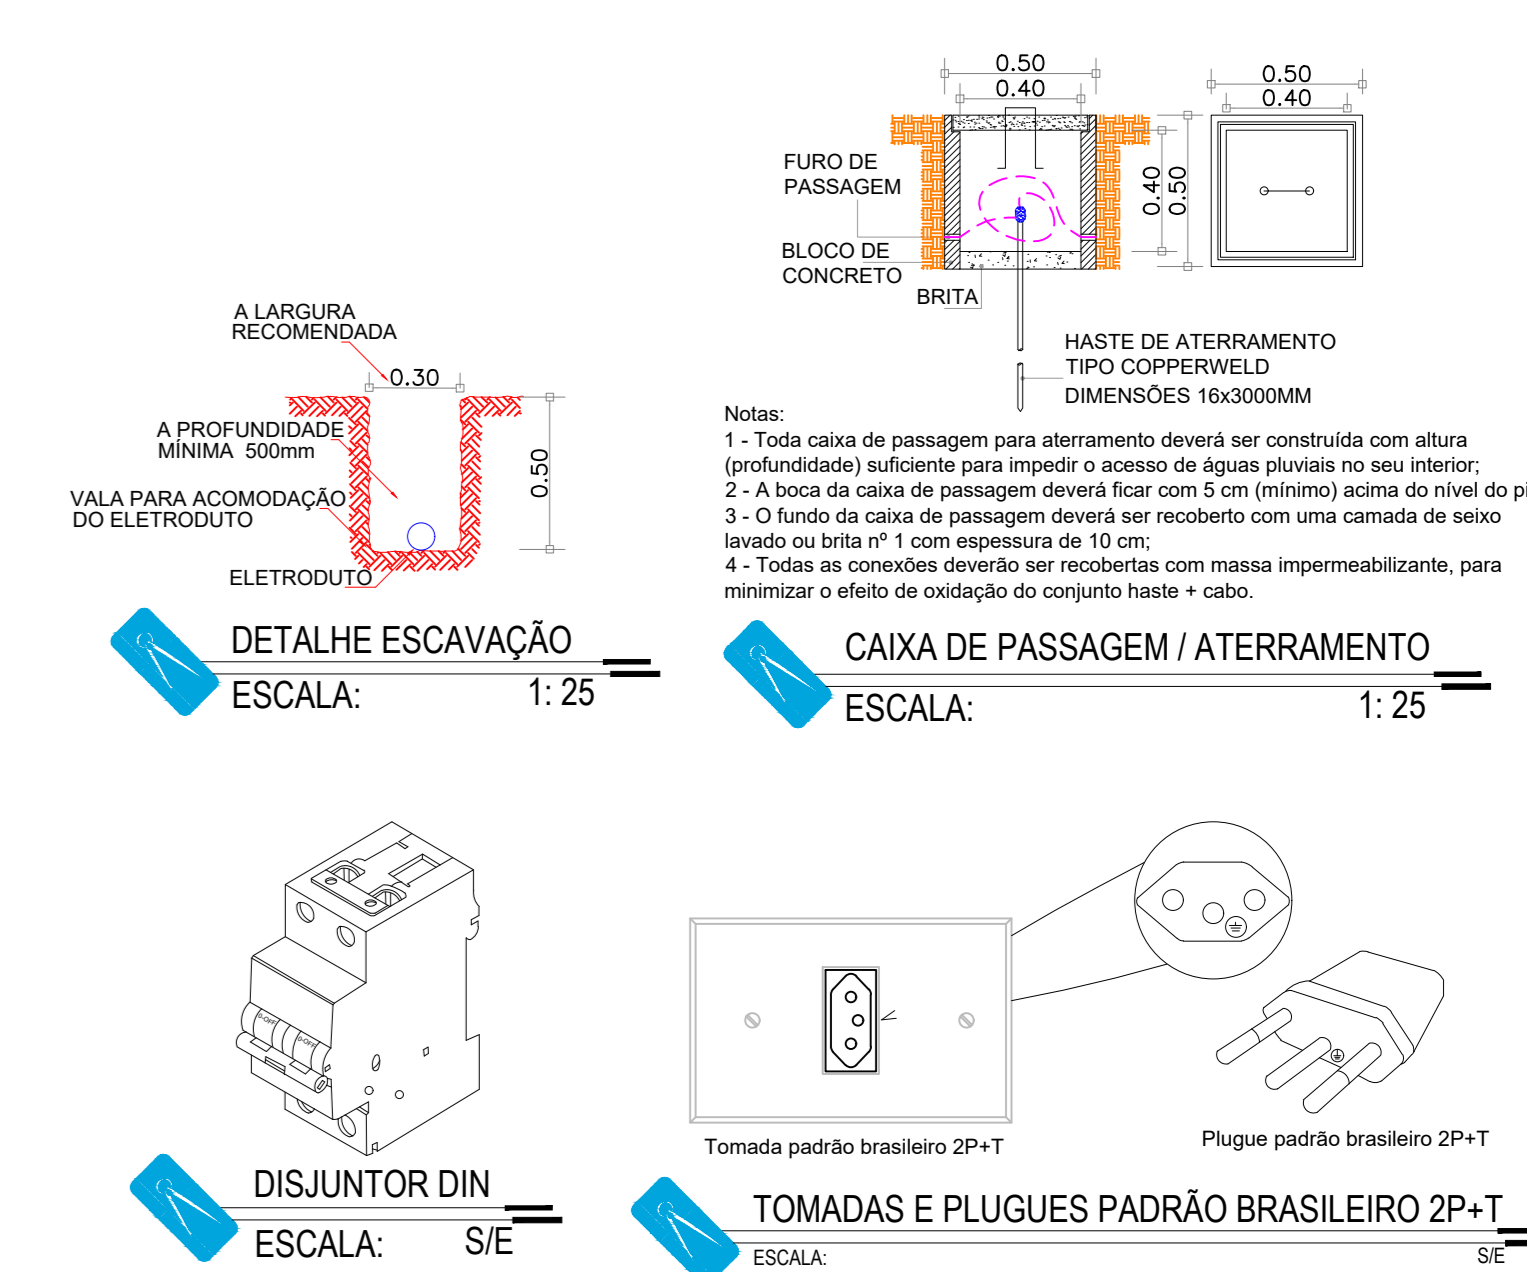 0.50
0.40
0.50
0.40
FURO DE
PASSAGEM
0.40
0.50
BLOCO DE
CONCRETO
BRITA
HASTE DE ATERRAMENTO
TIPO COPPERWELD
DIMENSÕES 16x3000MM
A LARGURA
RECOMENDADA
0.30
A PROFUNDIDADE
MÍNIMA 500mm
0.50
VALA PARA ACOMODAÇÃO
DO ELETRODUTO
ELETRODUTO
Notas:
1 - Toda caixa de passagem para aterramento deverá ser construída com altura
(profundidade) suficiente para impedir o acesso de águas pluviais no seu interior;
2 - A boca da caixa de passagem deverá ficar com 5 cm (mínimo) acima do nível do
3 - O fundo da caixa de passagem deverá ser recoberto com uma camada de seixo
lavado ou brita nº 1 com espessura de 10 cm;
4 - Todas as conexões deverão ser recobertas com massa impermeabilizante, para
minimizar o efeito de oxidação do conjunto haste + cabo.
DETALHE ESCAVAÇÃO
ESCALA: 1: 25
CAIXA DE PASSAGEM / ATERRAMENTO
ESCALA: 1: 25
0-OFF
0-OFF
Tomada padrão brasileiro 2P+T
Plugue padrão brasileiro 2P+T
DISJUNTOR DIN
ESCALA: S/E
TOMADAS E PLUGUES PADRÃO BRASILEIRO 2P+T
ESCALA: S/E